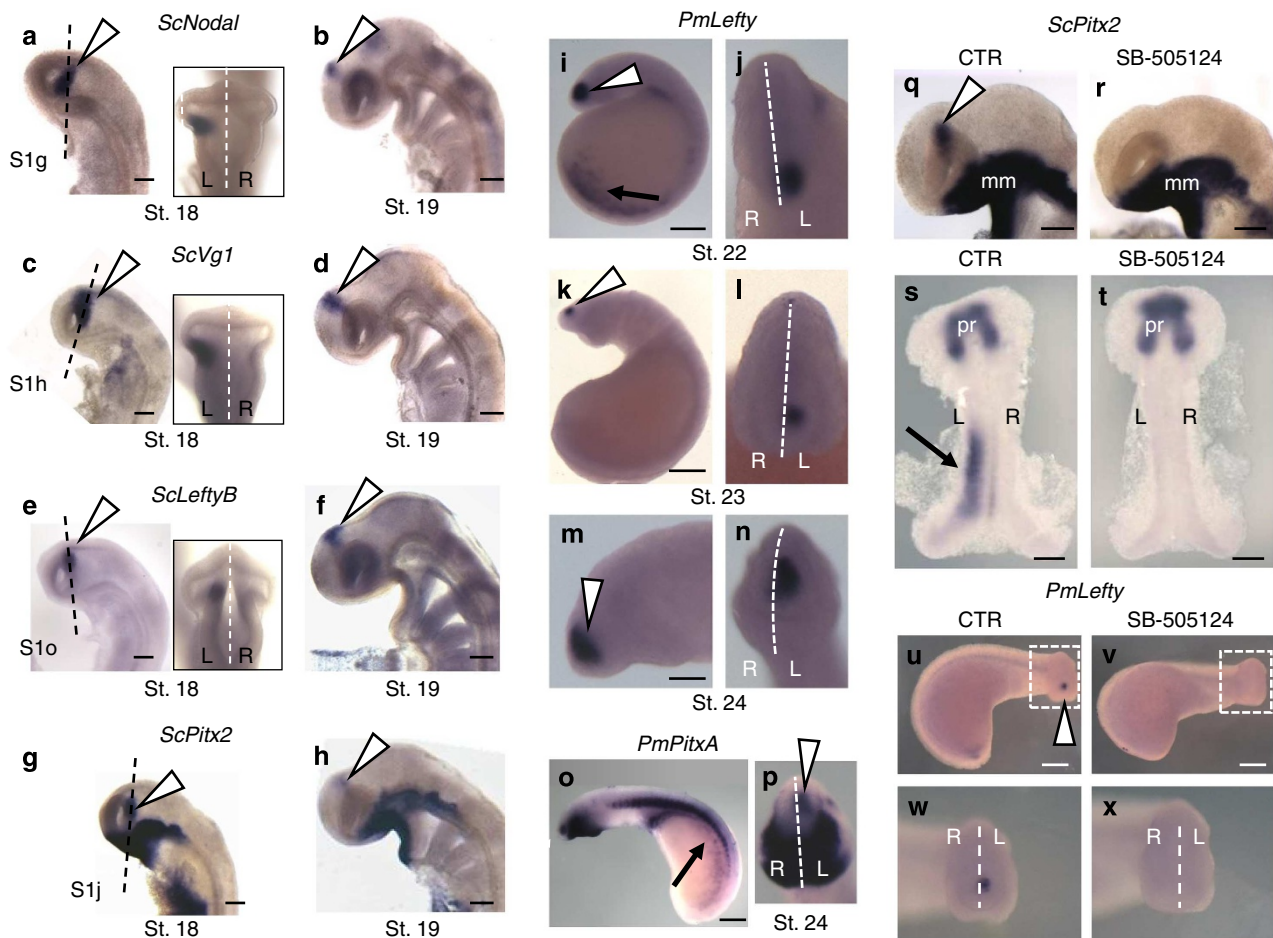 ScNodal
a
b
S1g
L R
St. 18
St. 19
ScVg1
c
d
S1h
L R
St. 18
St. 19
ScLeftyB
e
f
S1o
L R
St. 18
St. 19
ScPitx2
g
h
S1j
St. 18
St. 19
PmLefty
i
j
R L
St. 22
k
l
R L
St. 23
m
n
R L
St. 24
PmPitxA
o
p
R L
St. 24
ScPitx2
CTR SB-505124
q
r
mm
mm
CTR SB-505124
s
t
pr
pr
L R
L R
PmLefty
CTR SB-505124
u
v
w
x
R L
R L